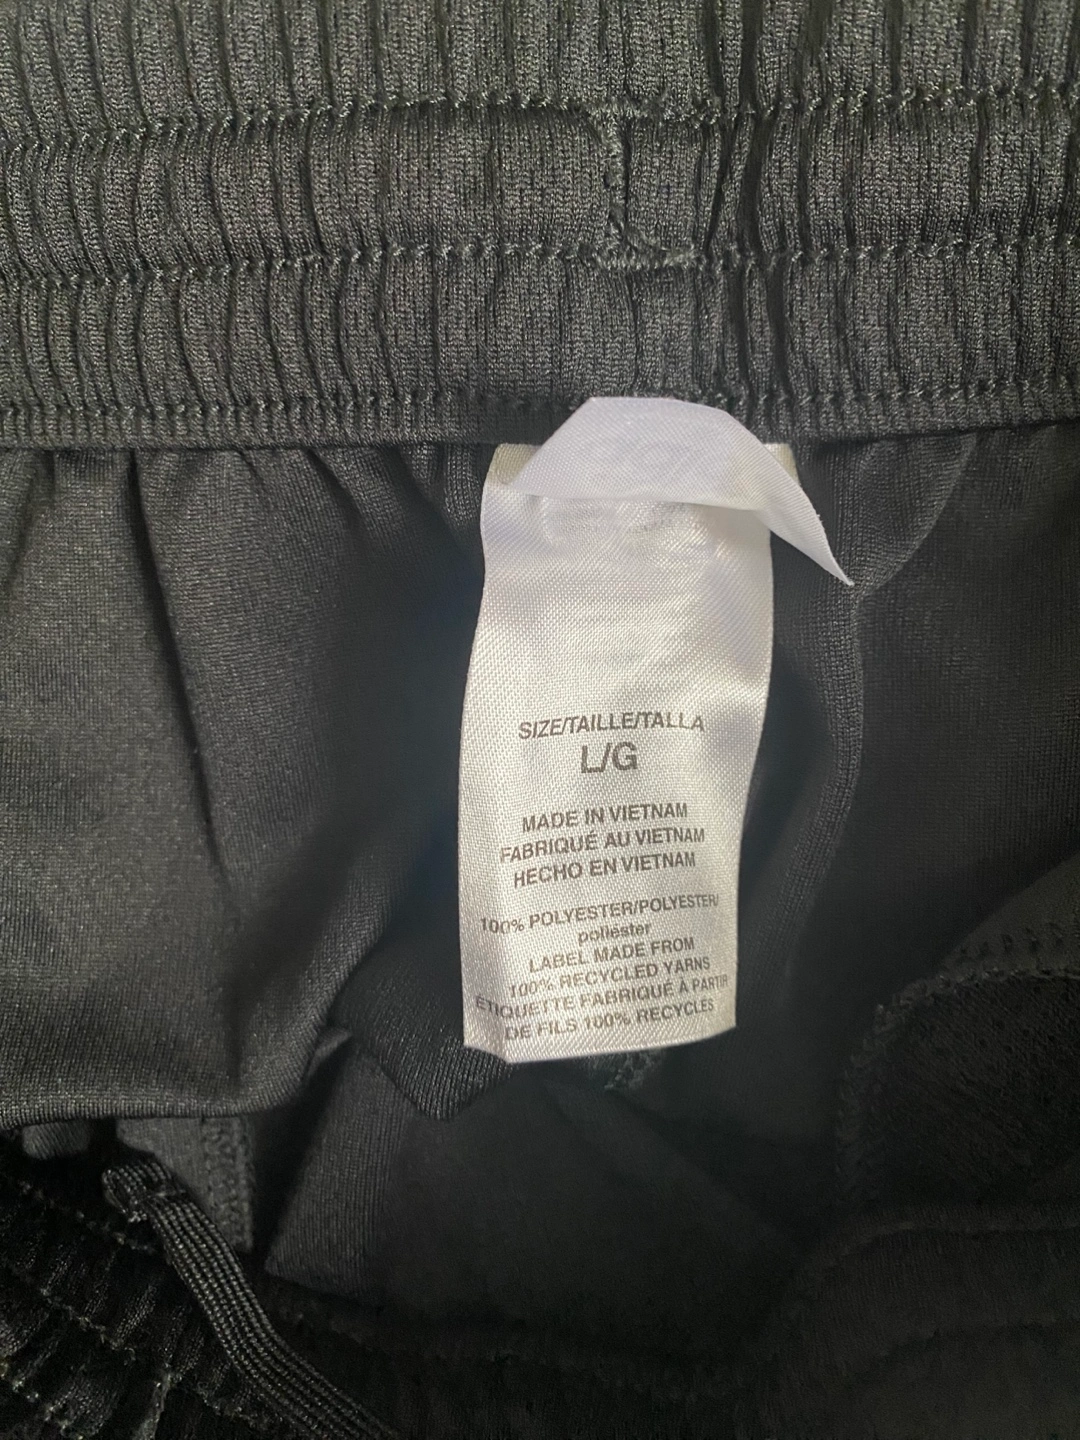 SIZE/TAILLE/TALLA
L/G
MADE IN VIETNAM
FABRIQUÉ AU VIETNAM
HECHO EN VIETNAM
100% POLYESTER/POLYESTER/
poliéster
LABEL MADE FROM
100% RECYCLED YARNS
ÉTIQUETTE FABRIQUÉ À PARTIR
DE FILS 100% RECYCLÉS